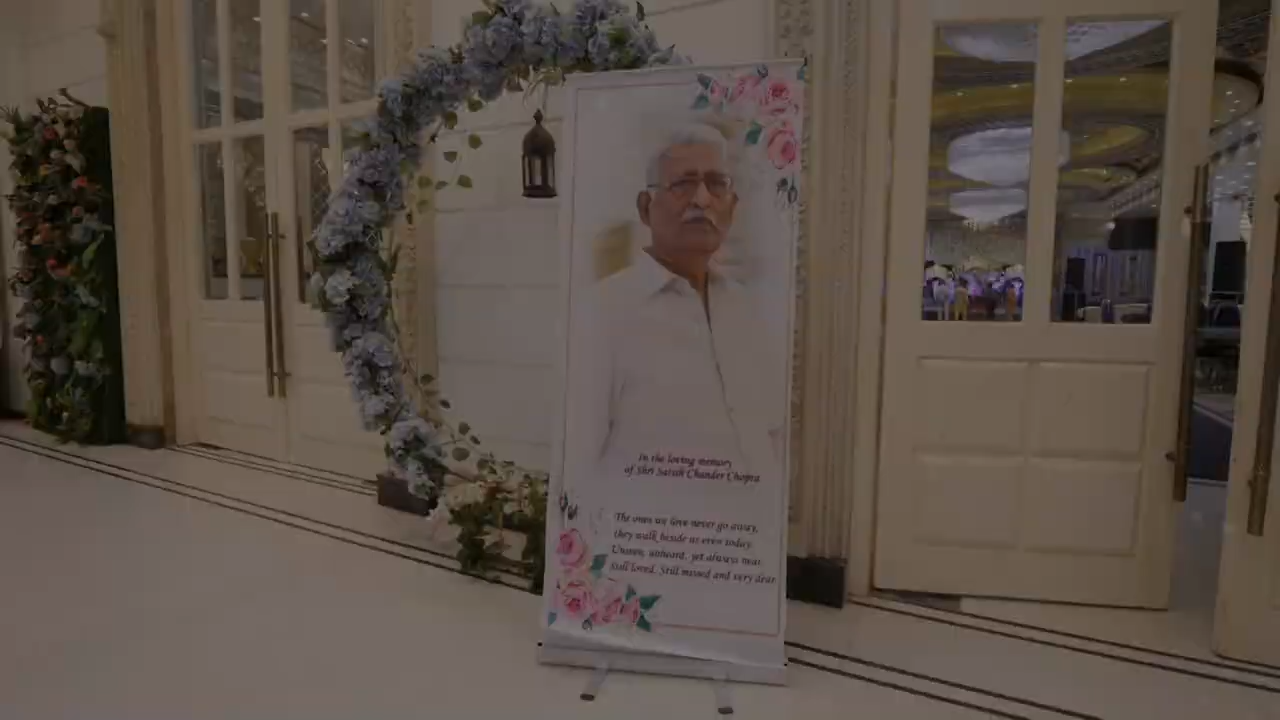 In the loving memory
of Shri Satish Chander Chopra
The ones we love never go away,
they walk beside us even today.
Unseen, unheard, yet always near.
Still loved. Still missed and very dear